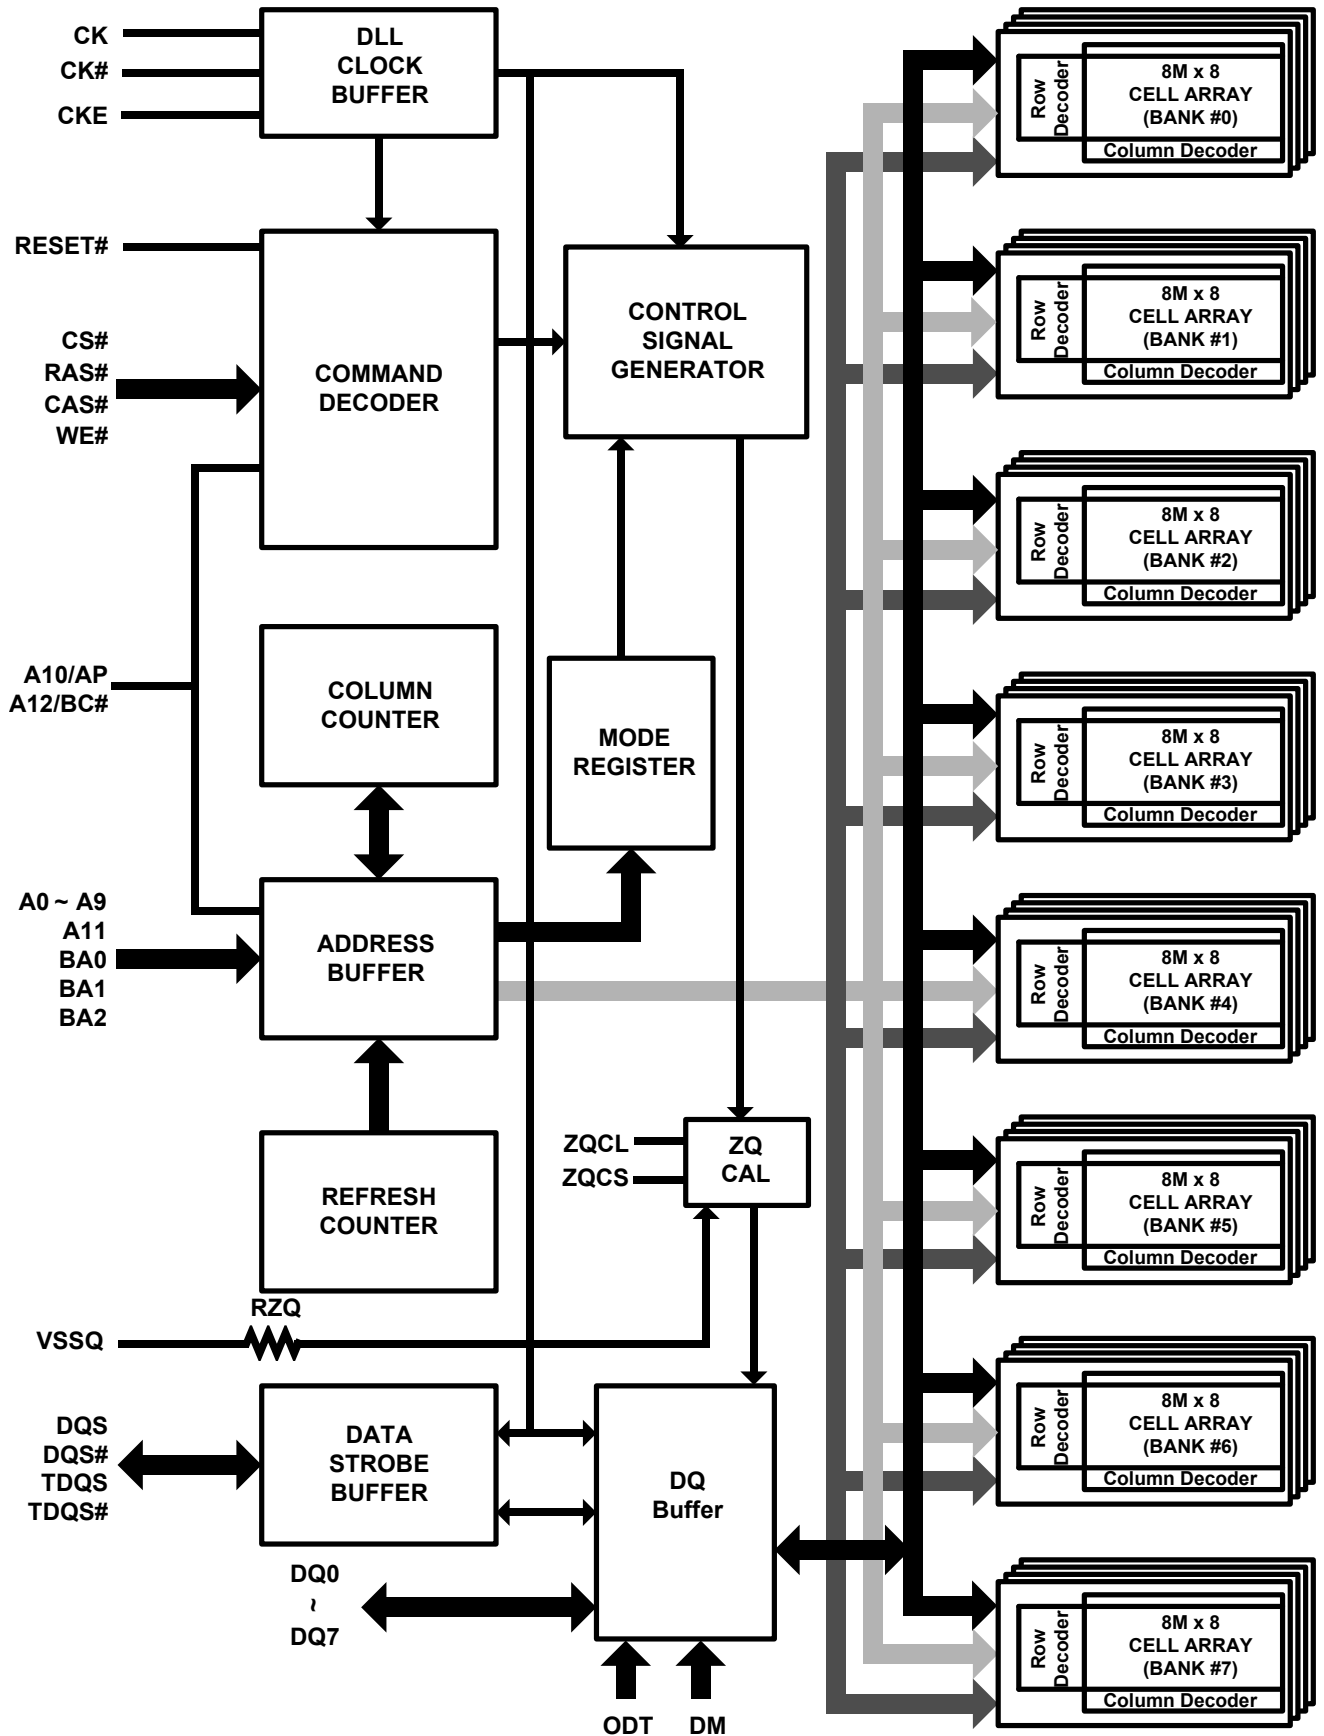 CK
CK#
CKE
DLL
CLOCK
BUFFER
RESET#
CS#
RAS#
CAS#
WE#
COMMAND
DECODER
CONTROL
SIGNAL
GENERATOR
A10/AP
A12/BC#
COLUMN
COUNTER
MODE
REGISTER
A0 ~ A9
A11
BA0
BA1
BA2
ADDRESS
BUFFER
REFRESH
COUNTER
ZQCL
ZQCS
ZQ
CAL
RZQ
VSSQ
DQS
DQS#
TDQS
TDQS#
DATA
STROBE
BUFFER
DQ
Buffer
DQ0
~
DQ7
ODT
DM
Row
Decoder
8M x 8
CELL ARRAY
(BANK #0)
Column Decoder
Row
Decoder
8M x 8
CELL ARRAY
(BANK #1)
Column Decoder
Row
Decoder
8M x 8
CELL ARRAY
(BANK #2)
Column Decoder
Row
Decoder
8M x 8
CELL ARRAY
(BANK #3)
Column Decoder
Row
Decoder
8M x 8
CELL ARRAY
(BANK #4)
Column Decoder
Row
Decoder
8M x 8
CELL ARRAY
(BANK #5)
Column Decoder
Row
Decoder
8M x 8
CELL ARRAY
(BANK #6)
Column Decoder
Row
Decoder
8M x 8
CELL ARRAY
(BANK #7)
Column Decoder